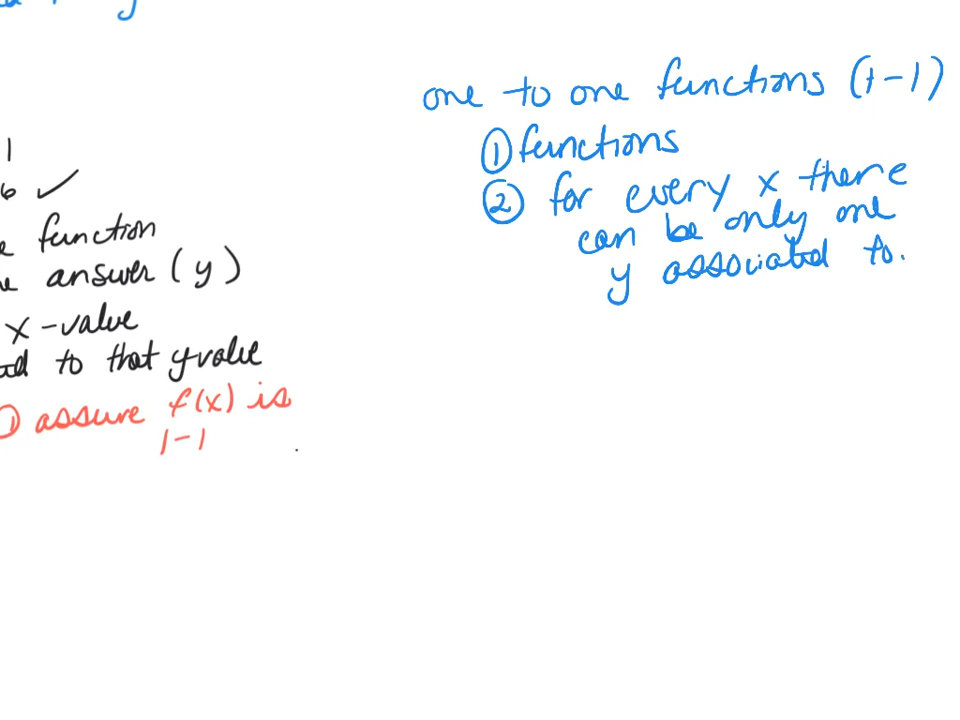 one to one functions (1-1)
① functions
② for every x there
can be only one
y associated to.
1
6 ✓
function
answer (y)
x-value
to that y-value
① assure f(x) is
1-1